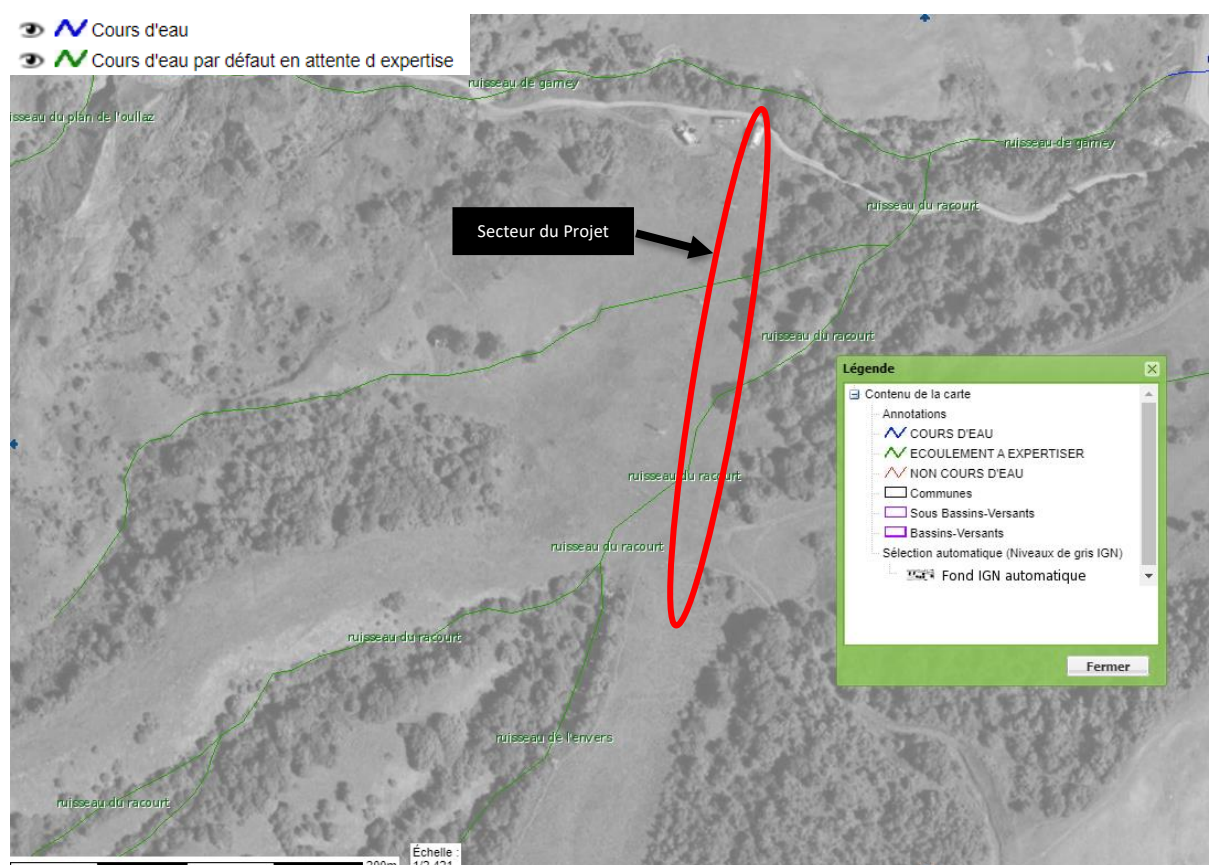 Cours d'eau
Cours d'eau par défaut en attente d expertise
ruisseau de garney
isseau du plan de l'oullaz
ruisseau de garney
ruisseau du racourt
Secteur du Projet
ruisseau du racourt
Légende
Contenu de la carte
Annotations
COURS D'EAU
ECOULEMENT A EXPERTISER
NON COURS D'EAU
Communes
Sous Bassins-Versants
Bassins-Versants
Sélection automatique (Niveaux de gris IGN)
Fond IGN automatique
Fermer
ruisseau du racourt
ruisseau du racourt
ruisseau du racourt
ruisseau de l'envers
ruisseau du racourt
Échelle :